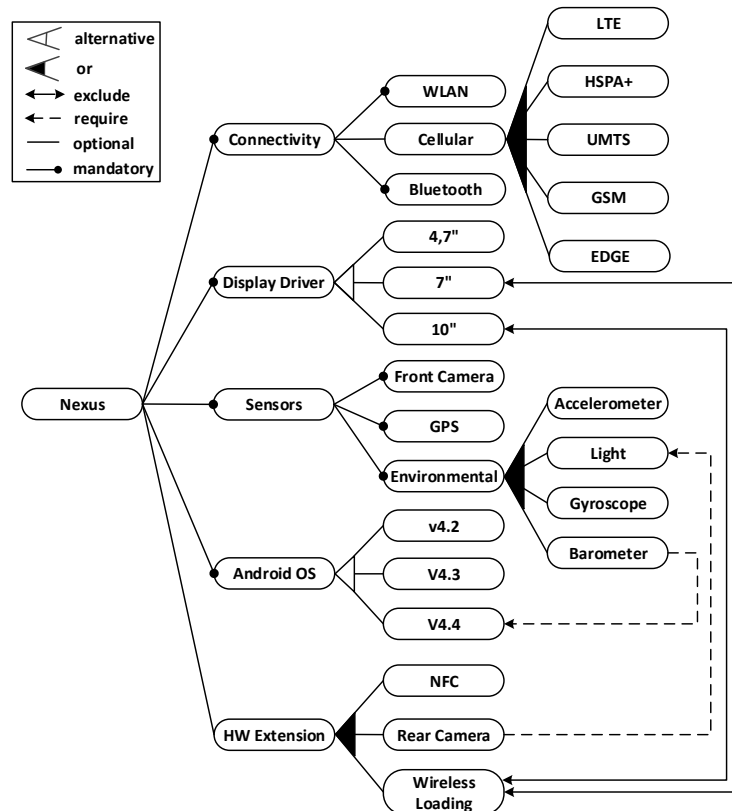 alternative
or
exclude
require
optional
mandatory
Nexus
Connectivity
WLAN
Cellular
LTE
HSPA+
UMTS
GSM
EDGE
Bluetooth
Display Driver
4,7"
7"
10"
Sensors
Front Camera
GPS
Environmental
Accelerometer
Light
Gyroscope
Barometer
Android OS
v4.2
V4.3
V4.4
HW Extension
NFC
Rear Camera
Wireless
Loading